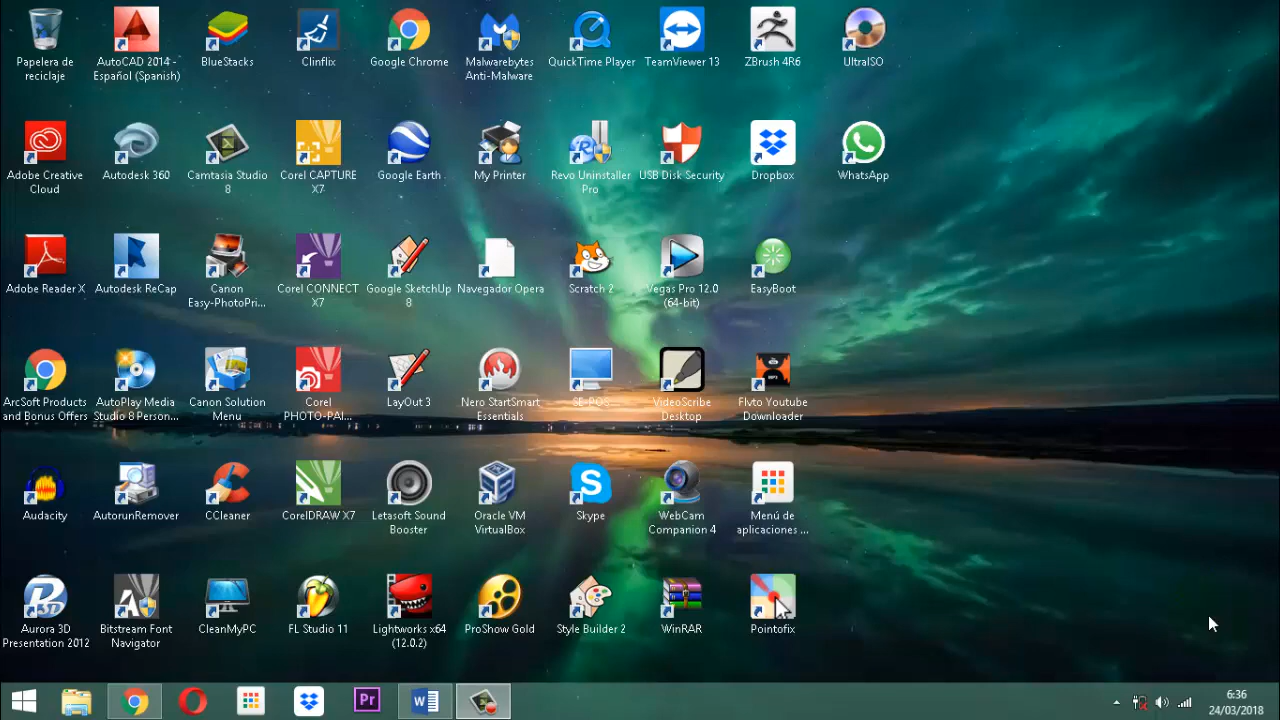 Papelera de
reciclaje
AutoCAD 2014 -
Español (Spanish)
BlueStacks
Clinflix
Google Chrome
Malwarebytes
Anti-Malware
QuickTime Player
TeamViewer 13
ZBrush 4R6
UltraISO
Adobe Creative
Cloud
Autodesk 360
Camtasia Studio
8
Corel CAPTURE
X7
Google Earth
My Printer
Revo Uninstaller
Pro
USB Disk Security
Dropbox
WhatsApp
Adobe Reader X
Autodesk ReCap
Canon
Easy-PhotoPri...
Corel CONNECT
X7
Google SketchUp
8
Navegador Opera
Scratch 2
Vegas Pro 12.0
(64-bit)
EasyBoot
ArcSoft Products
and Bonus Offers
AutoPlay Media
Studio 8 Person...
Canon Solution
Menu
Corel
PHOTO-PAI...
LayOut 3
Nero StartSmart
Essentials
SE-POS...
VideoScribe
Desktop
Flvto Youtube
Downloader
Audacity
AutorunRemover
CCleaner
CorelDRAW X7
Letasoft Sound
Booster
Oracle VM
VirtualBox
Skype
WebCam
Companion 4
Menú de
aplicaciones ...
Aurora 3D
Presentation 2012
Bitstream Font
Navigator
CleanMyPC
FL Studio 11
Lightworks x64
(12.0.2)
ProShow Gold
Style Builder 2
WinRAR
Pointofix
Pr
6:36
24/03/2018